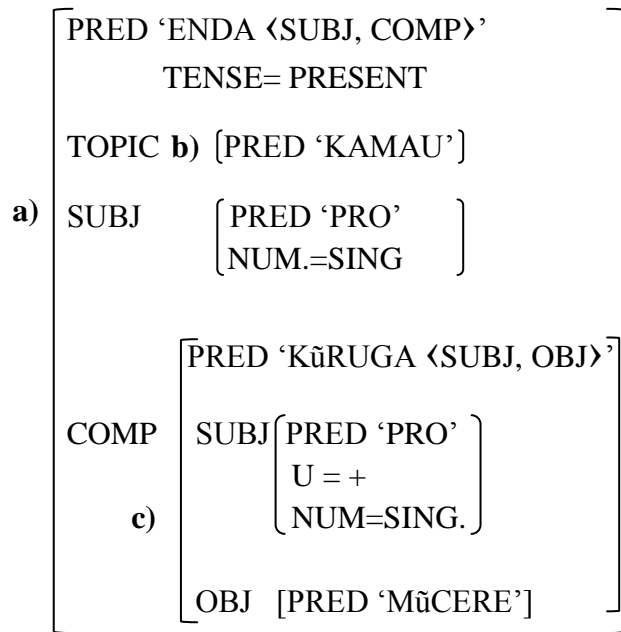 PRED ‘ENDA ‹SUBJ, COMP›’
TENSE= PRESENT
TOPIC b) [PRED ‘KAMAU’]
a) SUBJ [PRED ‘PRO’
NUM.=SING]
[PRED ‘KũRUGA ‹SUBJ, OBJ›’
COMP SUBJ [PRED ‘PRO’
U = +
c) NUM=SING.]
OBJ [PRED ‘MũCERE’]